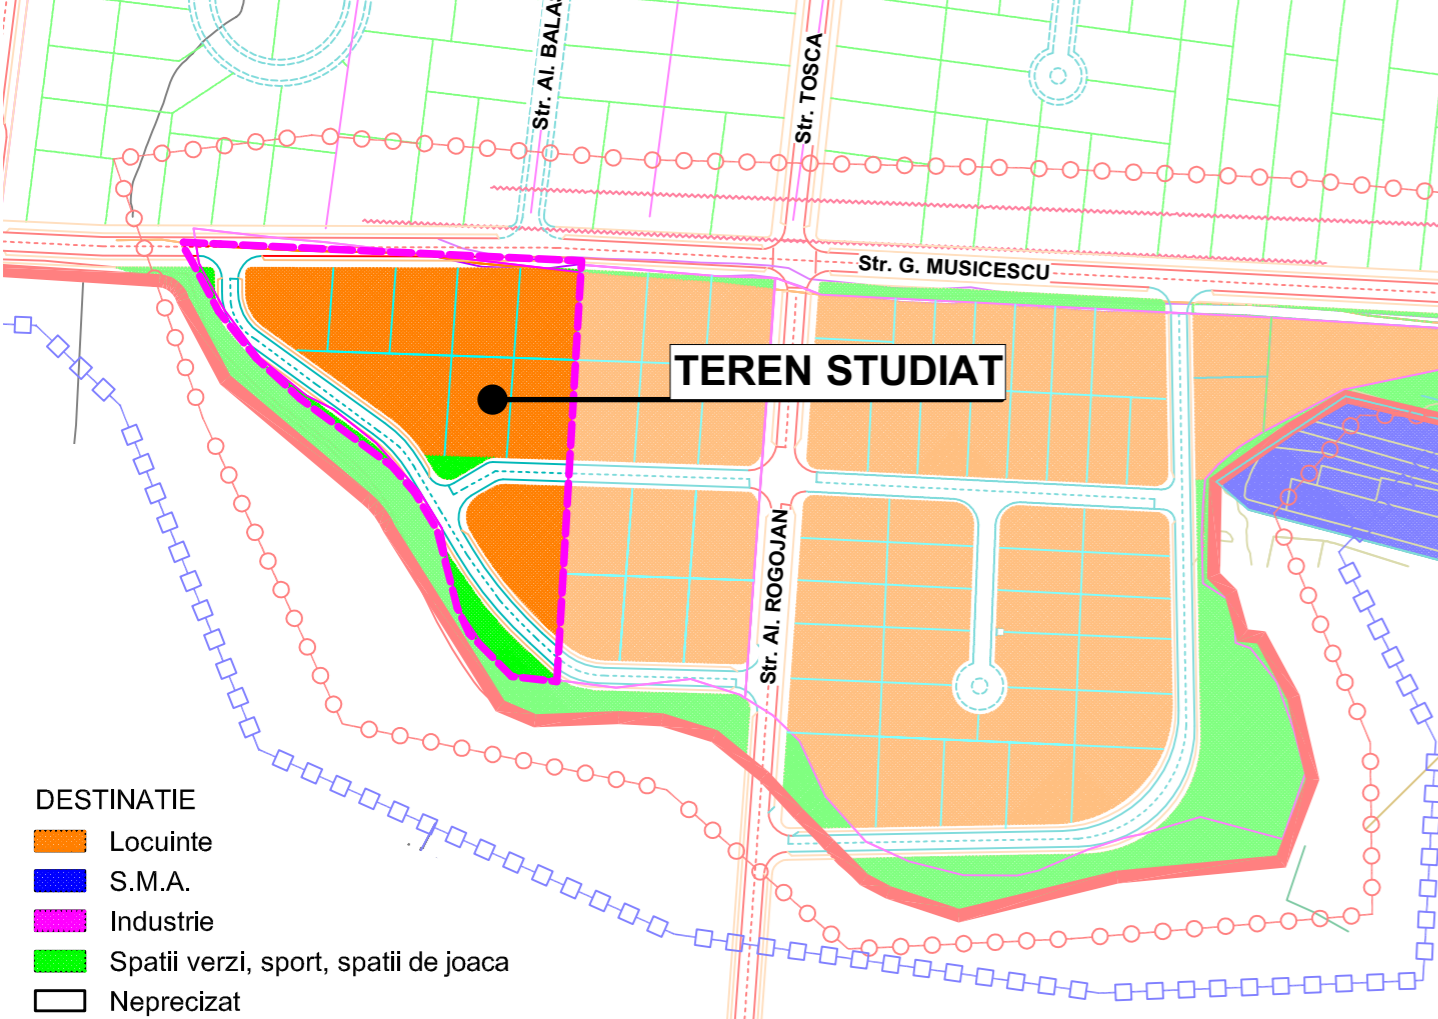 Str. Al. BALAS
Str. TOSCA
Str. G. MUSICESCU
TEREN STUDIAT
Str. Al. ROGOJAN
DESTINATIE
Locuinte
S.M.A.
Industrie
Spatii verzi, sport, spatii de joaca
Neprecizat